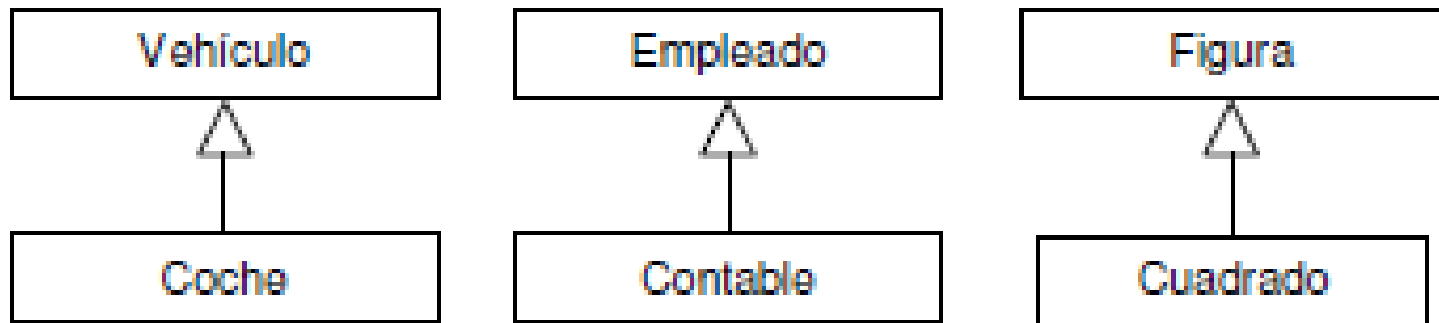 Vehículo
Empleado
Figura
Coche
Contable
Cuadrado